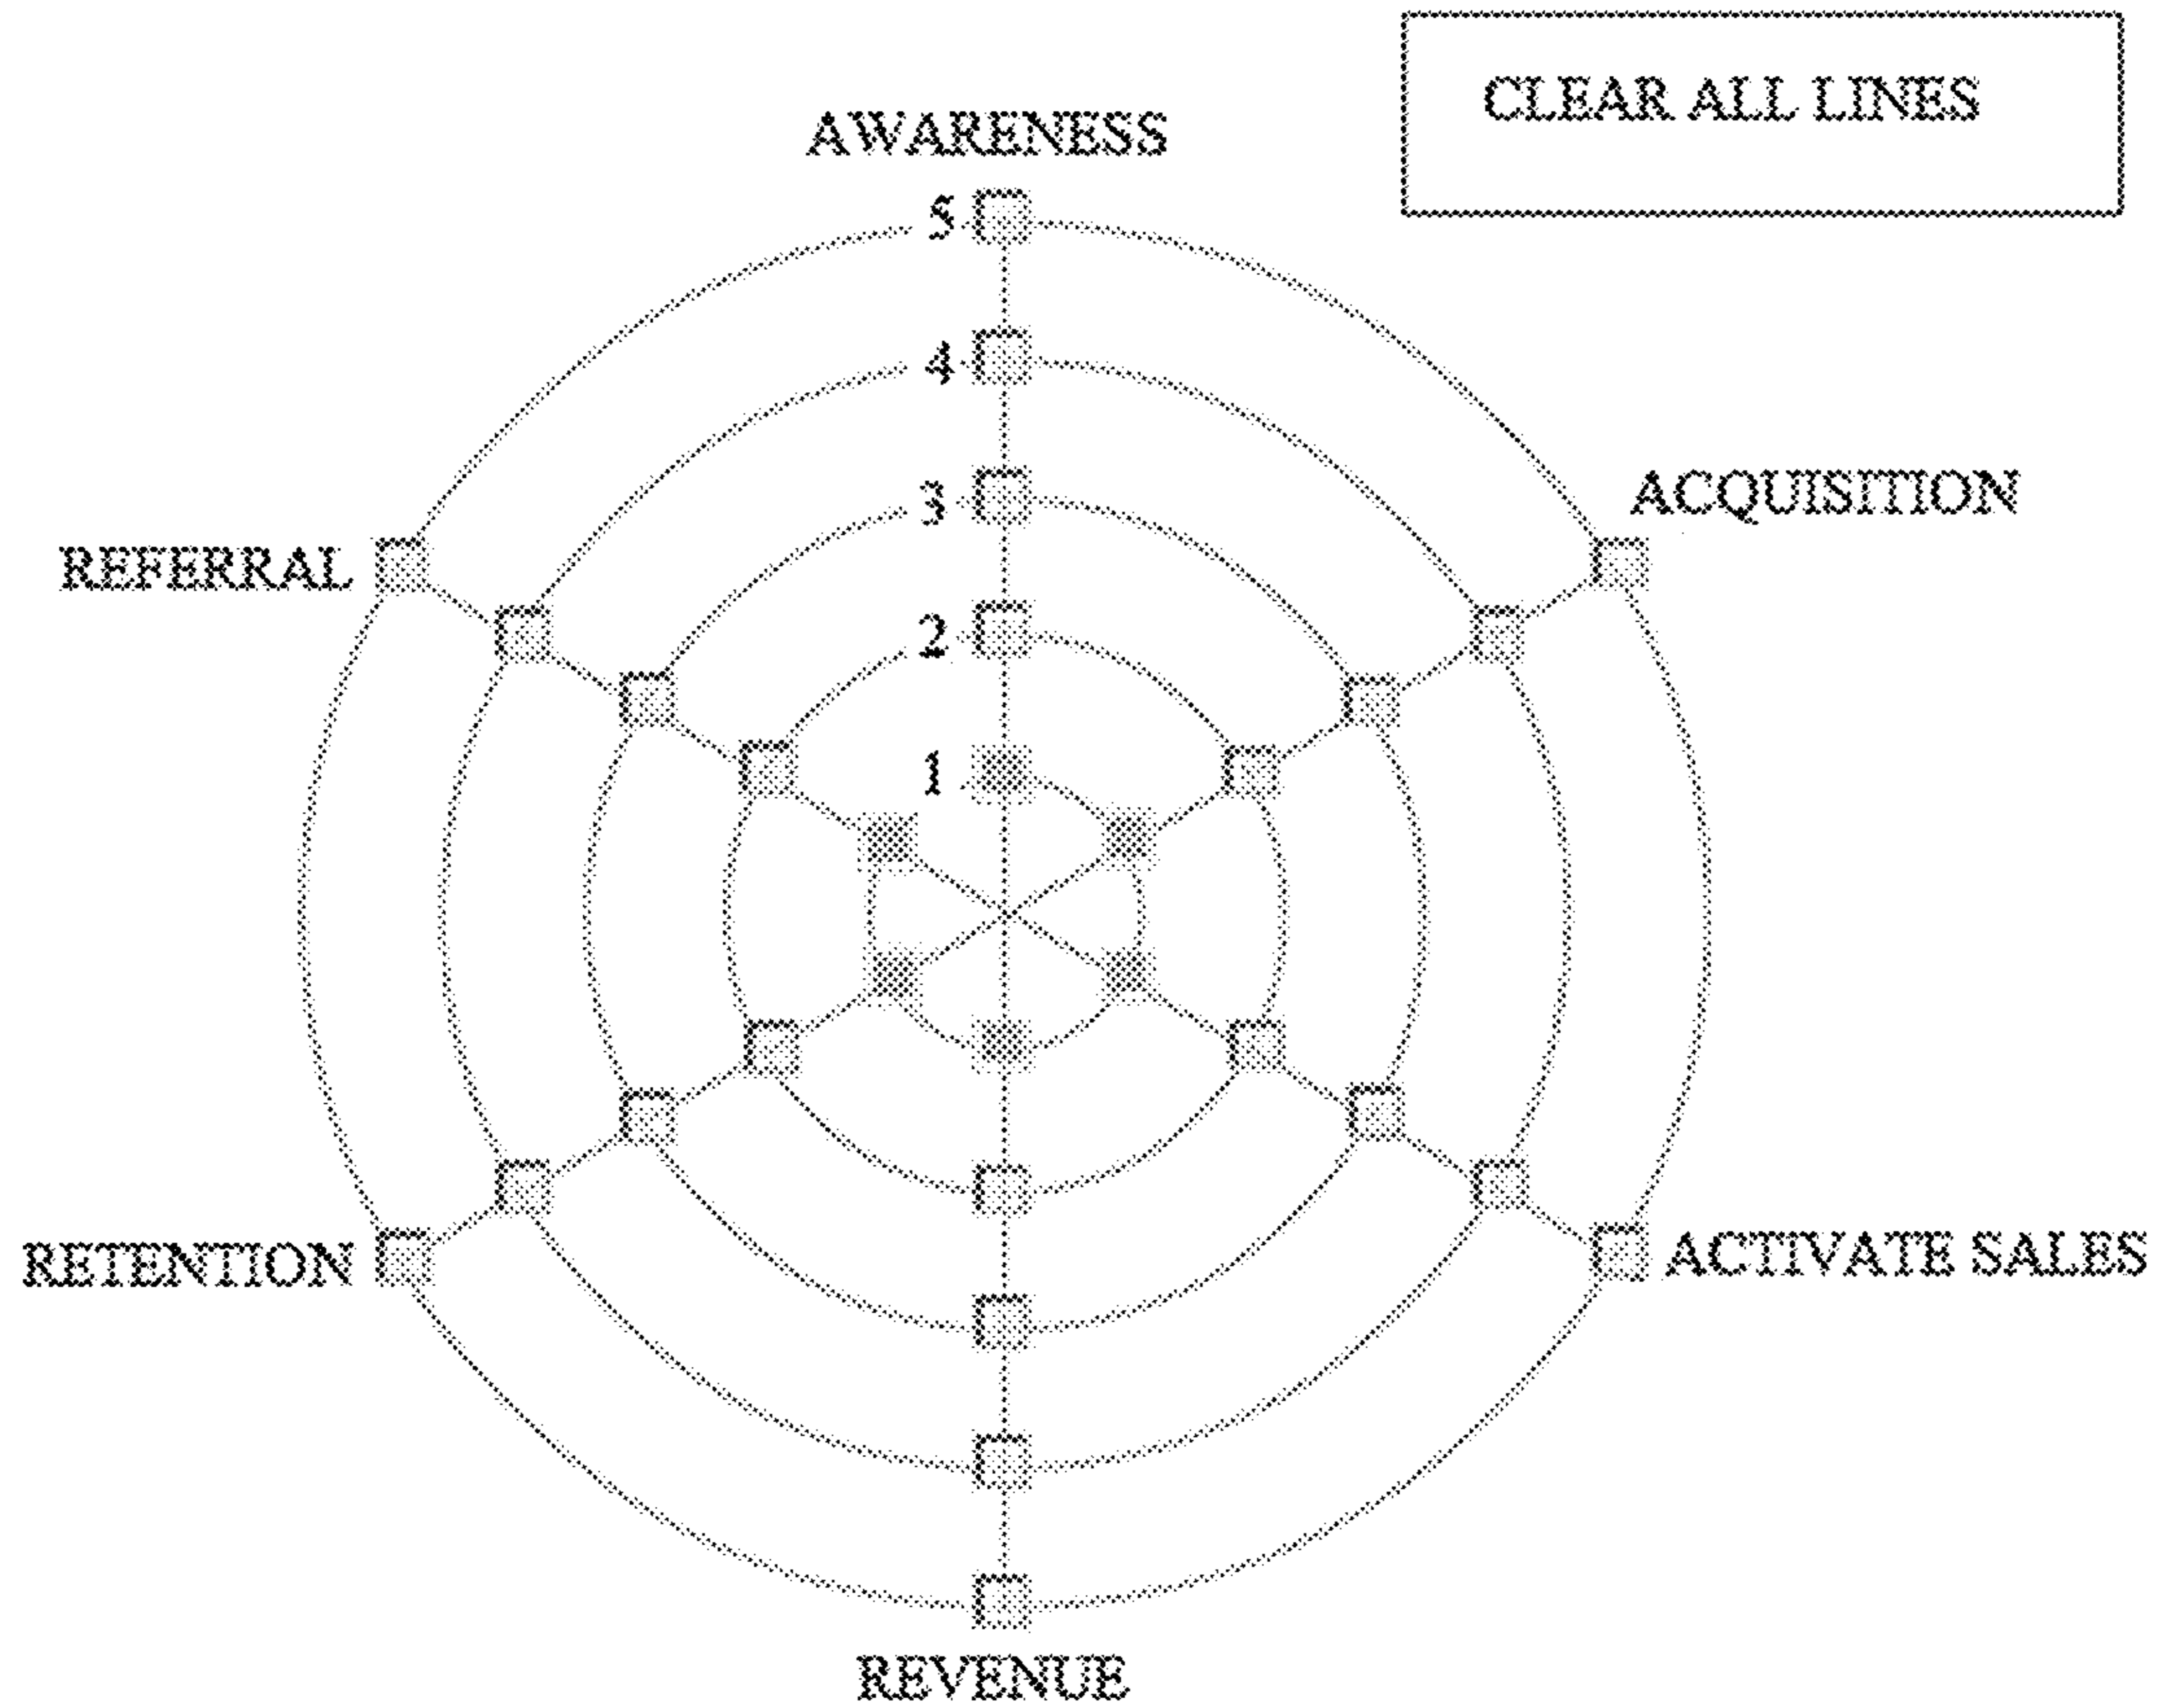 CLEAR ALL LINES
AWARENESS
5
4
ACQUISITION
3
REFERRAL
2
1
RETENTION
ACTIVATE SALES
REVENUE